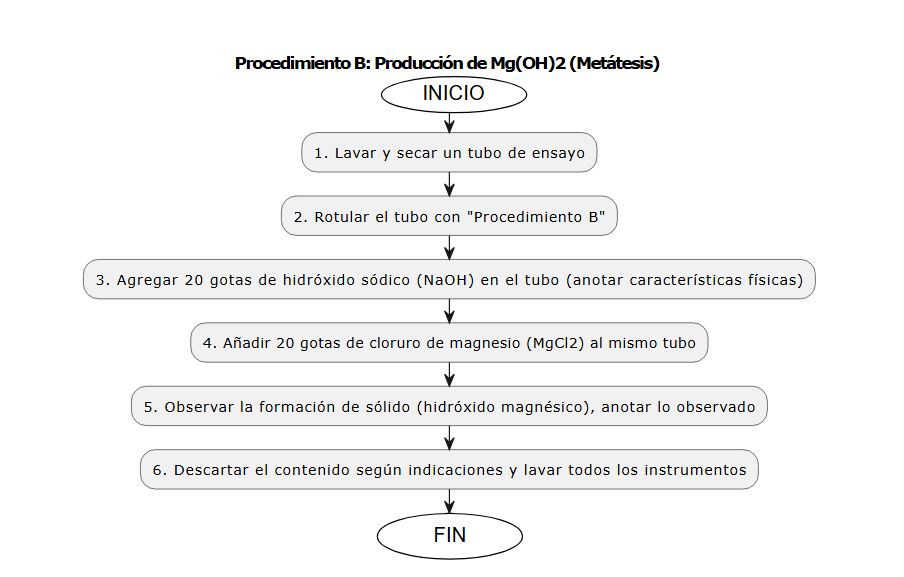 Procedimiento B: Producción de Mg(OH)2 (Metátesis)
INICIO
1. Lavar y secar un tubo de ensayo
2. Rotular el tubo con "Procedimiento B"
3. Agregar 20 gotas de hidróxido sódico (NaOH) en el tubo (anotar características físicas)
4. Añadir 20 gotas de cloruro de magnesio (MgCl2) al mismo tubo
5. Observar la formación de sólido (hidróxido magnésico), anotar lo observado
6. Descartar el contenido según indicaciones y lavar todos los instrumentos
FIN